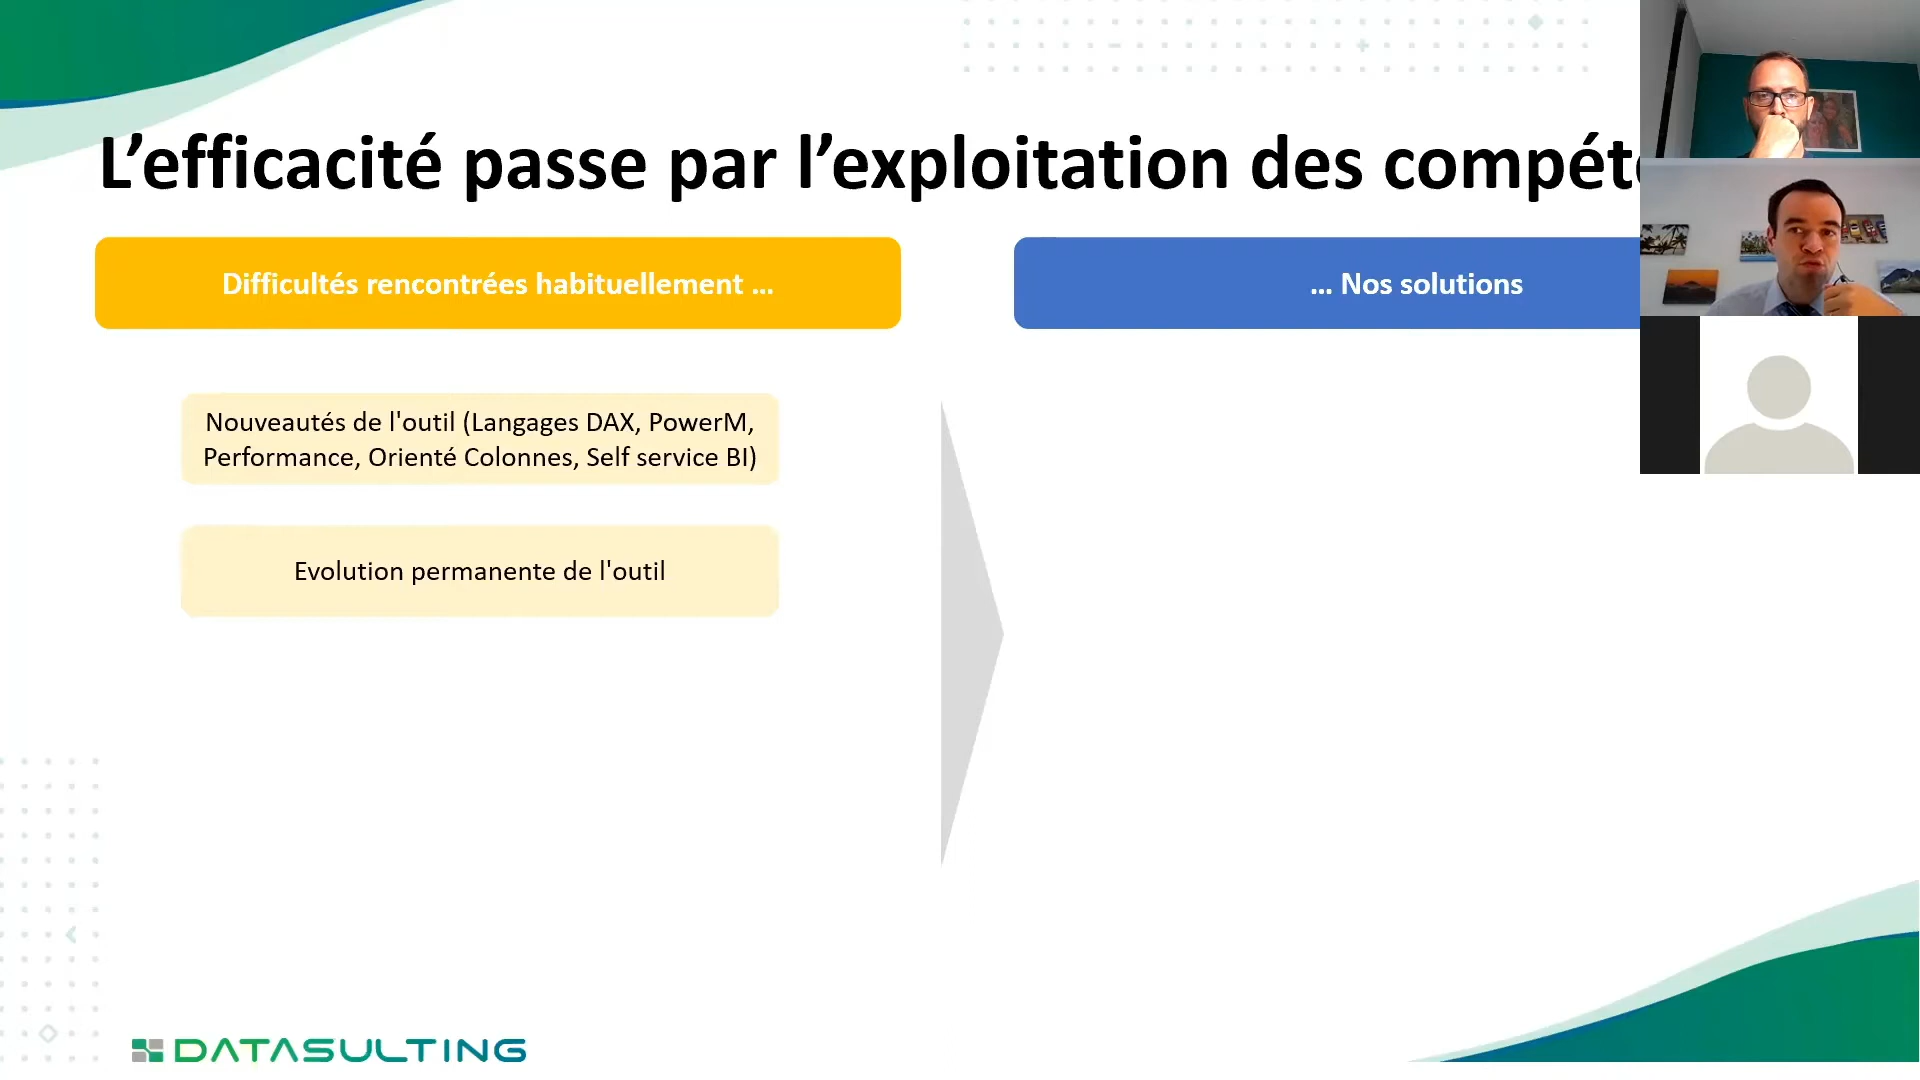 L’efficacité passe par l’exploitation des
Difficultés rencontrées habituellement ...
... Nos solutions
Nouveautés de l'outil (Langages DAX, PowerM,
Performance, Orienté Colonnes, Self service BI)
Evolution permanente de l'outil
DATASULTING